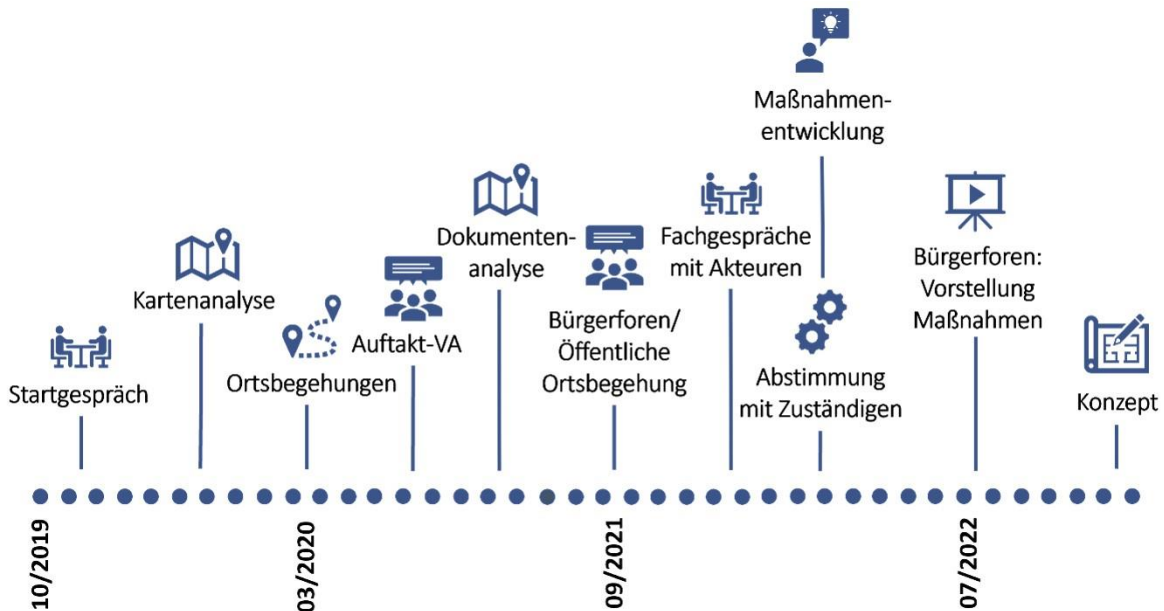 Startgespräch
Kartenanalyse
Ortsbegehungen
Auftakt-VA
Dokumenten-
analyse
Bürgerforen/
Öffentliche
Ortsbegehung
Fachgespräche
mit Akteuren
Maßnahmen-
entwicklung
Abstimmung
mit Zuständigen
Bürgerforen:
Vorstellung
Maßnahmen
Konzept
10/2019
03/2020
09/2021
07/2022